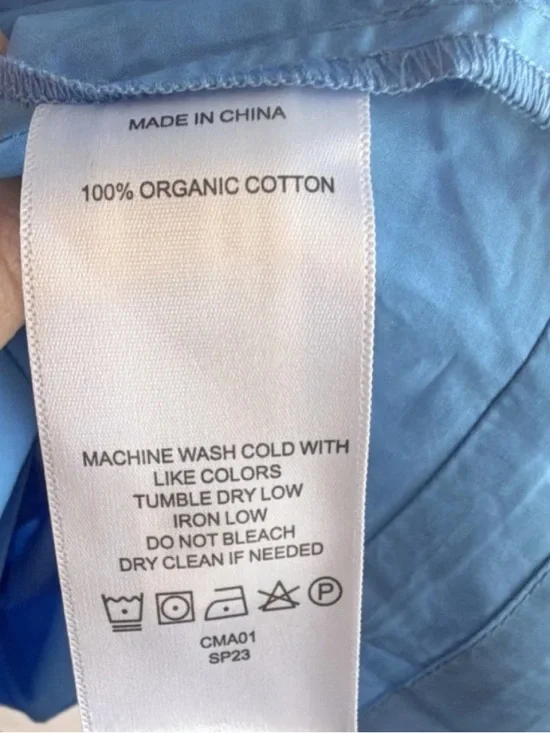 MADE IN CHINA
100% ORGANIC COTTON
MACHINE WASH COLD WITH
LIKE COLORS
TUMBLE DRY LOW
IRON LOW
DO NOT BLEACH
DRY CLEAN IF NEEDED
P
CMA01
SP23